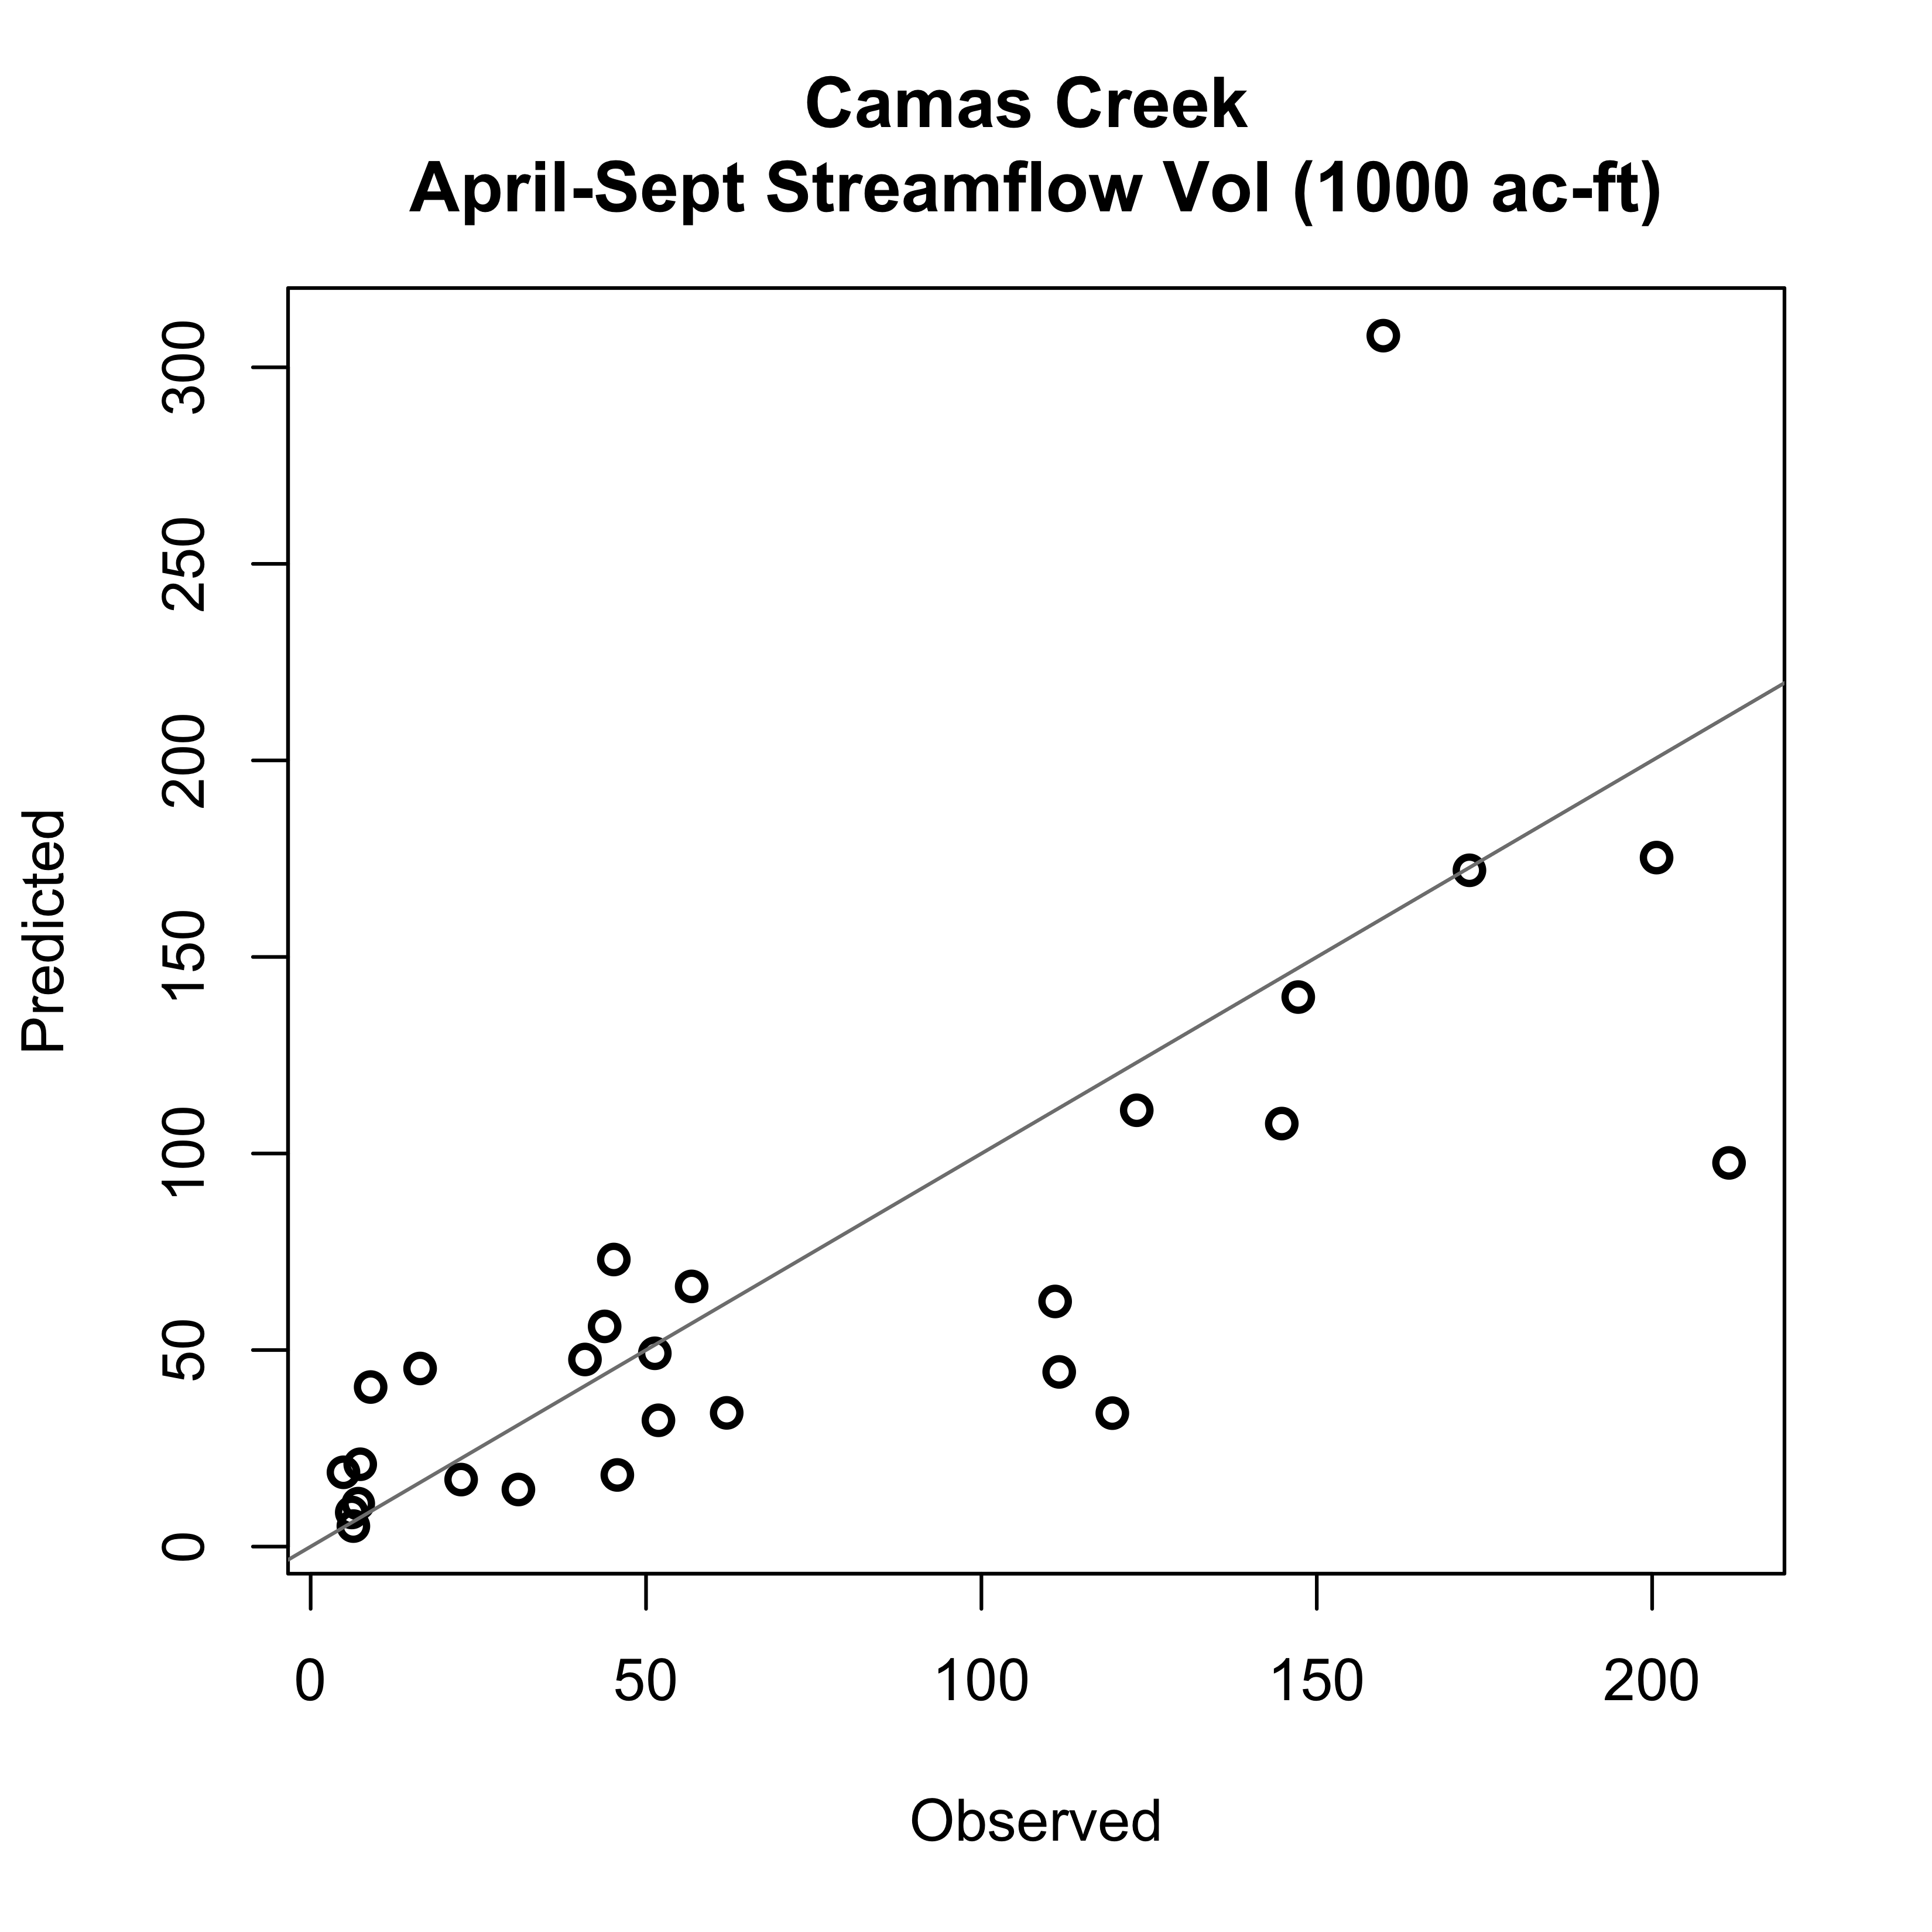 Camas Creek
April-Sept Streamflow Vol (1000 ac-ft)
300
250
200
150
100
50
0
Predicted
0 50 100 150 200
Observed